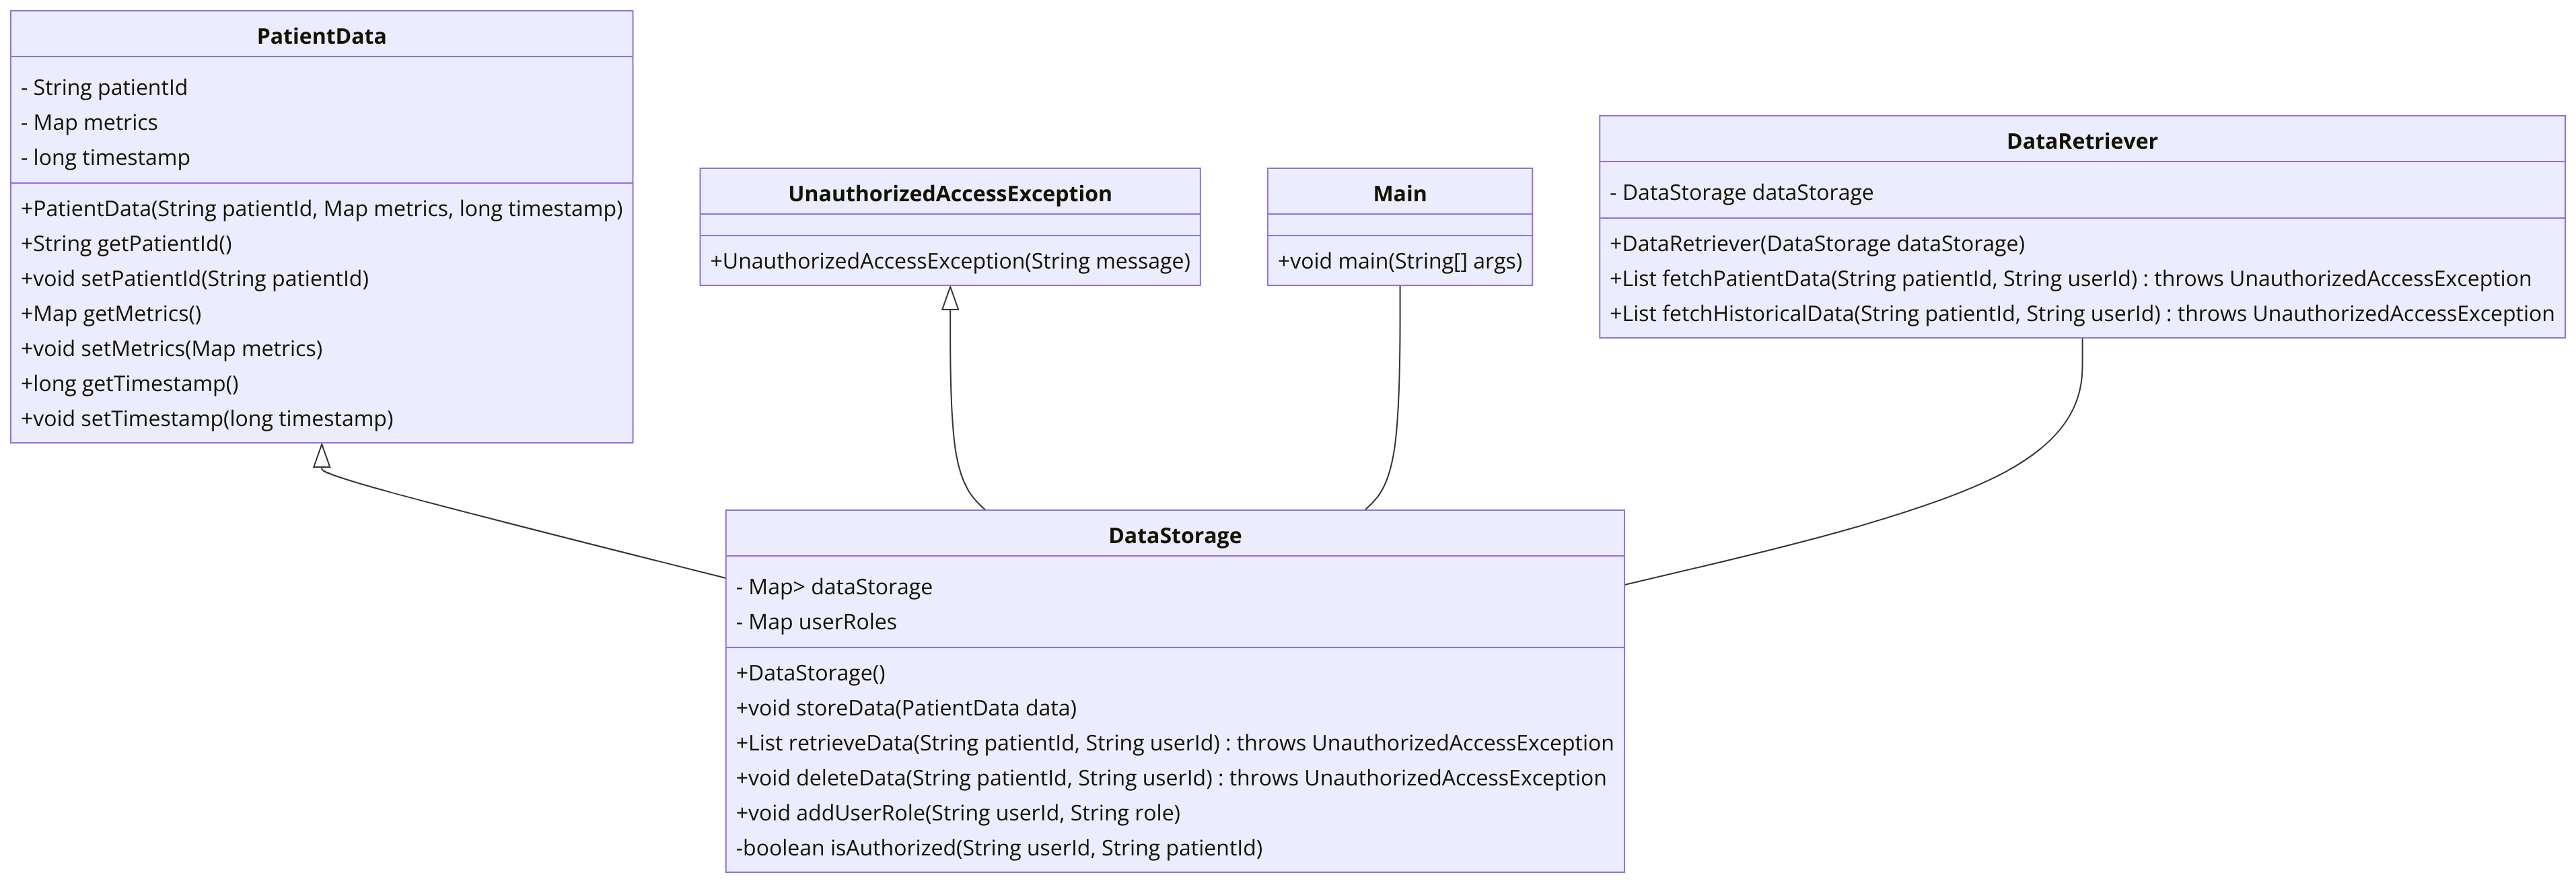 PatientData
- String patientId
- Map metrics
- long timestamp
+PatientData(String patientId, Map metrics, long timestamp)
+String getPatientId()
+void setPatientId(String patientId)
+Map getMetrics()
+void setMetrics(Map metrics)
+long getTimestamp()
+void setTimestamp(long timestamp)
UnauthorizedAccessException
+UnauthorizedAccessException(String message)
Main
+void main(String[] args)
DataRetriever
- DataStorage dataStorage
+DataRetriever(DataStorage dataStorage)
+List fetchPatientData(String patientId, String userId) : throws UnauthorizedAccessException
+List fetchHistoricalData(String patientId, String userId) : throws UnauthorizedAccessException
DataStorage
- Map> dataStorage
- Map userRoles
+DataStorage()
+void storeData(PatientData data)
+List retrieveData(String patientId, String userId) : throws UnauthorizedAccessException
+void deleteData(String patientId, String userId) : throws UnauthorizedAccessException
+void addUserRole(String userId, String role)
-boolean isAuthorized(String userId, String patientId)